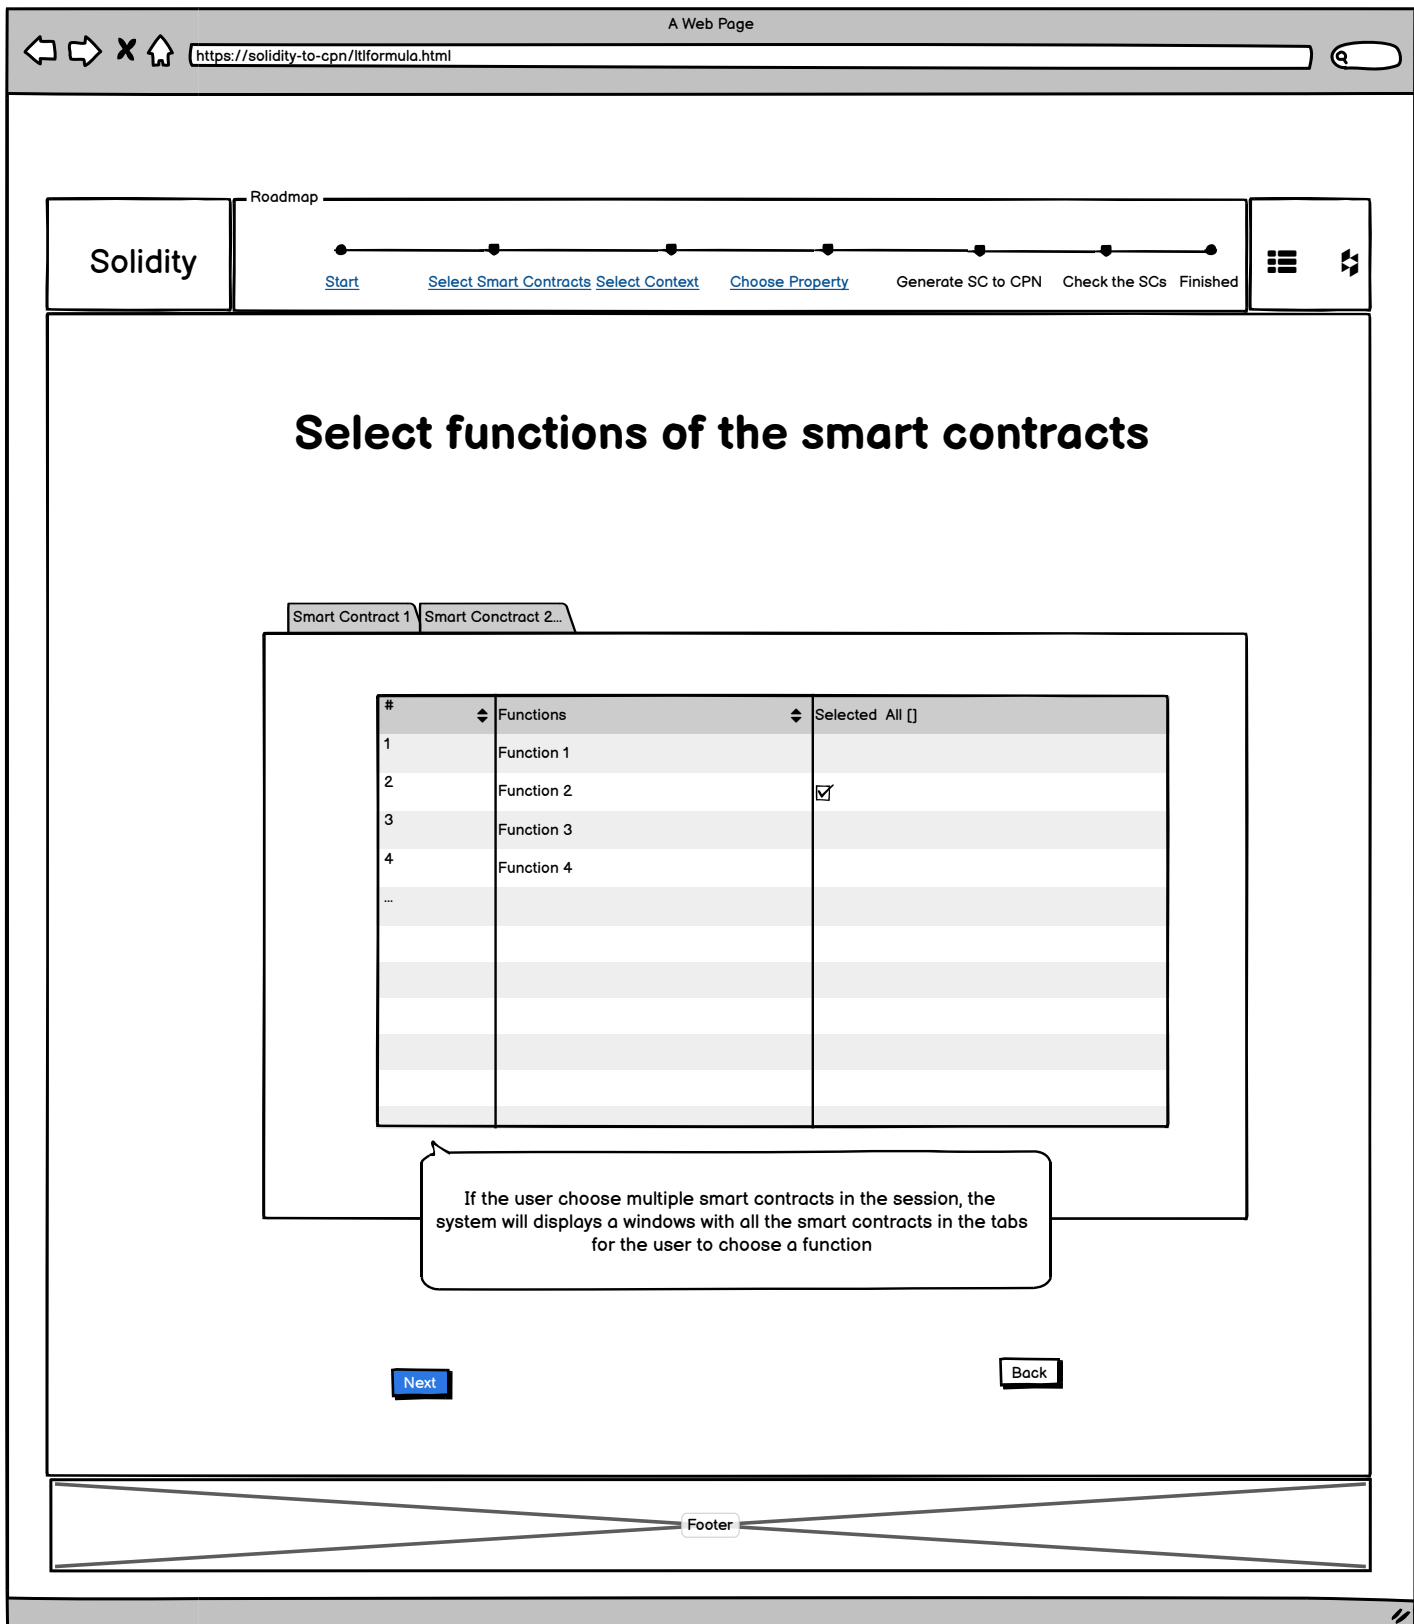 A Web Page
https://solidity-to-cpn/ltlformula.html
Roadmap
Solidity
Start
Select Smart Contracts
Select Context
Choose Property
Generate SC to CPN
Check the SCs
Finished
Select functions of the smart contracts
Smart Contract 1
Smart Conctract 2...
# Functions Selected All []
1 Function 1
2 Function 2
3 Function 3
4 Function 4
...
If the user choose multiple smart contracts in the session, the
system will displays a windows with all the smart contracts in the tabs
for the user to choose a function
Next
Back
Footer